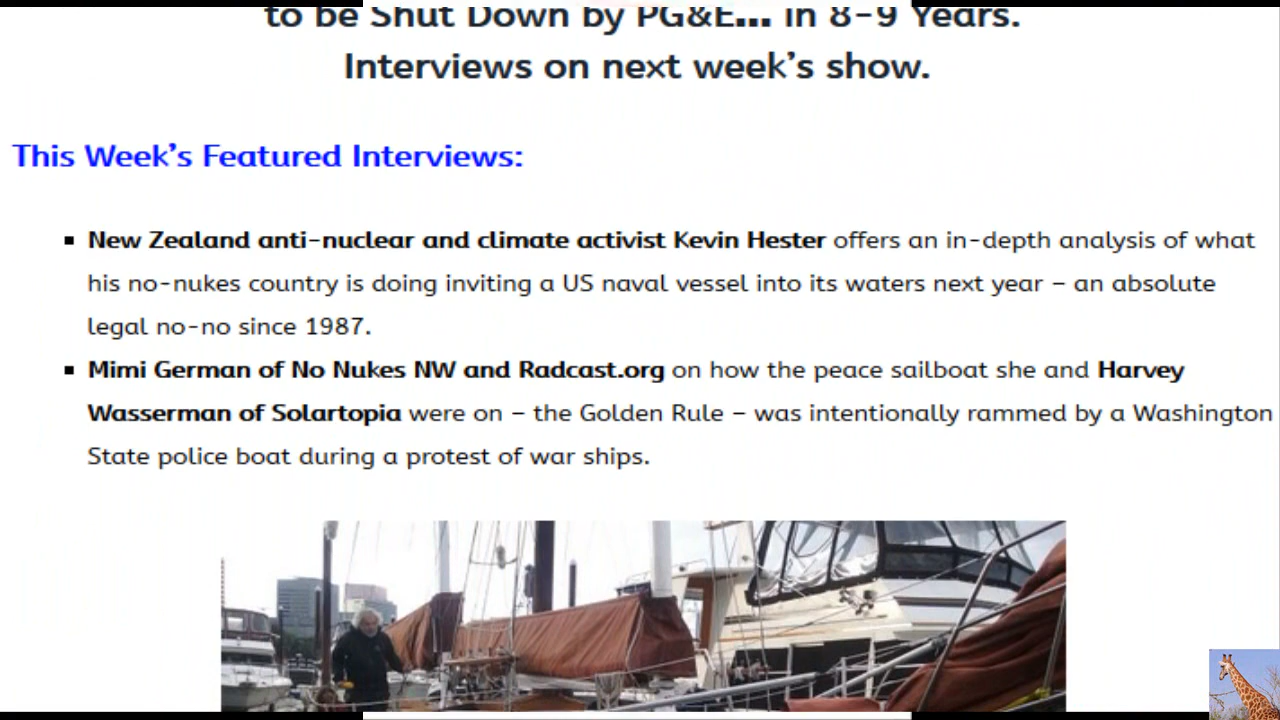 to be Shut Down by PG&E... in 8-9 Years.
Interviews on next week's show.
This Week's Featured Interviews:
▪ New Zealand anti-nuclear and climate activist Kevin Hester offers an in-depth analysis of what
his no-nukes country is doing inviting a US naval vessel into its waters next year – an absolute
legal no-no since 1987.
▪ Mimi German of No Nukes NW and Radcast.org on how the peace sailboat she and Harvey
Wasserman of Solartopia were on – the Golden Rule – was intentionally rammed by a Washington
State police boat during a protest of war ships.